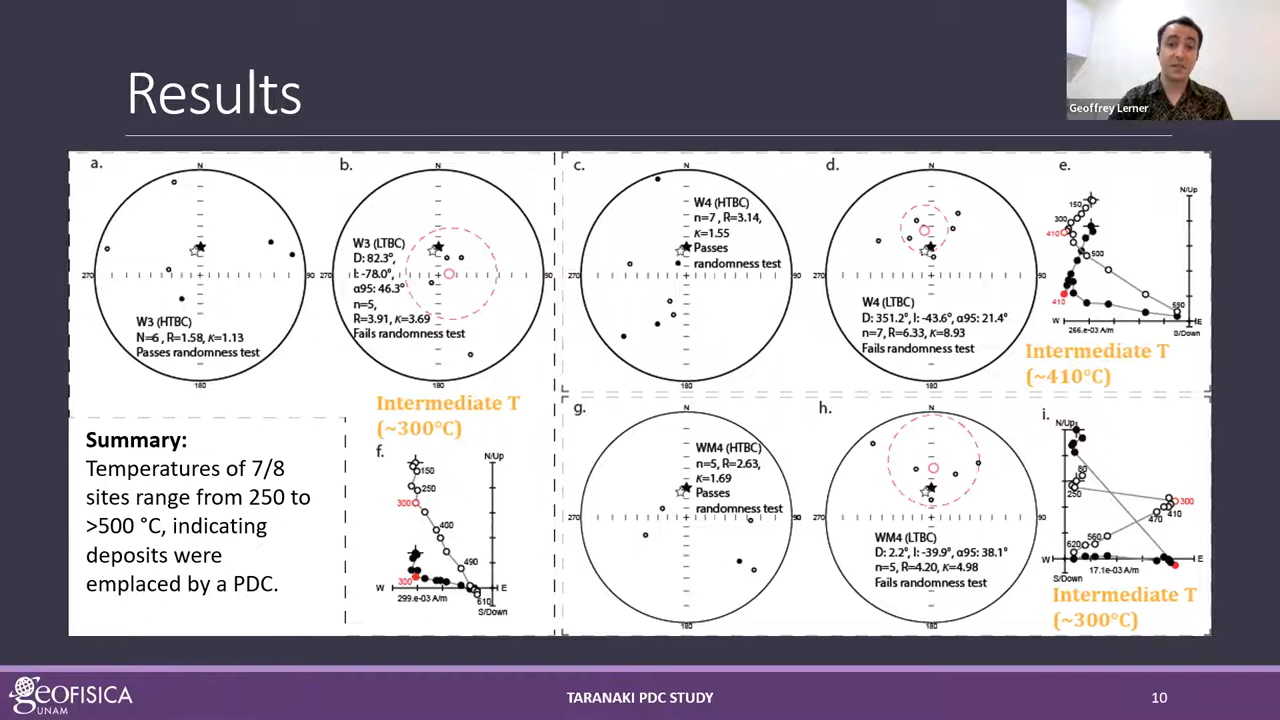 Results
Geoffrey Lerner
a.
N
270
90
180
W3 (HTBC)
N=6 , R=1.58, κ=1.13
Passes randomness test
b.
N
270
90
180
W3 (LTBC)
D: 82.3°,
I: -78.0°,
α95: 46.3°
n=5,
R=3.91, κ=3.69
Fails randomness test
Intermediate T
(~300°C)
c.
N
270
90
180
W4 (HTBC)
n=7 , R=3.14,
κ=1.55
Passes
randomness test
d.
N
270
90
180
W4 (LTBC)
D: 351.2°, I: -43.6°, α95: 21.4°
n=7, R=6.33, κ=8.93
Fails randomness test
e.
N/Up
150
300
410
500
410
590
W
E
266.e-03 A/m
S/Down
Intermediate T
(~410°C)
Summary:
Temperatures of 7/8
sites range from 250 to
>500 °C, indicating
deposits were
emplaced by a PDC.
f.
N/Up
150
250
300
400
490
300
W
E
299.e-03 A/m
610
S/Down
g.
N
270
90
180
WM4 (HTBC)
n=5, R=2.63,
κ=1.69
Passes
randomness test
h.
N
270
90
180
WM4 (LTBC)
D: 2.2°, I: -39.9°, α95: 38.1°
n=5, R=4.20, κ=4.98
Fails randomness test
i.
N/Up
80
250
300
410
470
560
620
W
E
17.1e-03 A/m
S/Down
Intermediate T
(~300°C)
GEOFISICA
UNAM
TARANAKI PDC STUDY
10